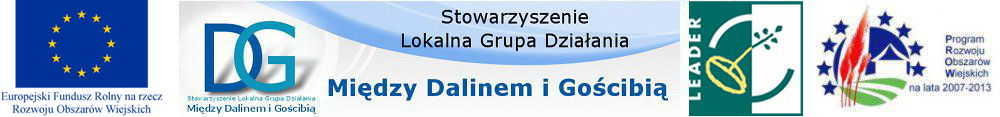 Europejski Fundusz Rolny na rzecz
Rozwoju Obszarów Wiejskich
DG
Stowarzyszenie Lokalna Grupa Działania
Między Dalinem i Gościbią
Stowarzyszenie
Lokalna Grupa Działania
Między Dalinem i Gościbią
LEADER
Program
Rozwoju
Obszarów
Wiejskich
na lata 2007-2013